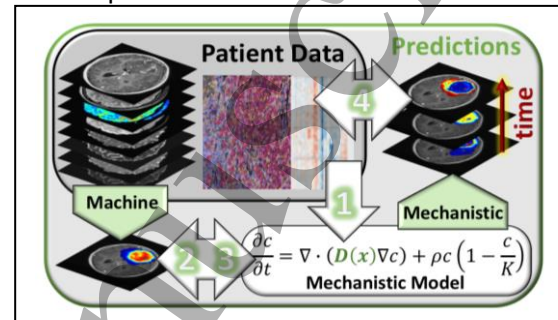 Patient Data
Predictions
4
time
Machine
1
Mechanistic
2
3
∂c/∂t = ∇ · (D(x)∇c) + ρc (1 − c/K)
Mechanistic Model